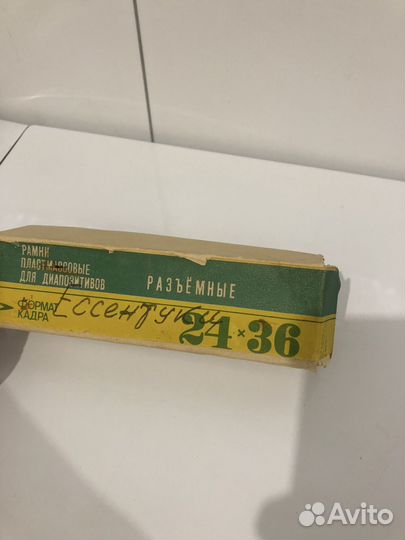 РАМКИ
ПЛАСТМАССОВЫЕ
ДЛЯ ДИАПОЗИТИВОВ
РАЗЪЁМНЫЕ
ФОРМАТ
КАДРА
Ессентуки
24×36
Avito